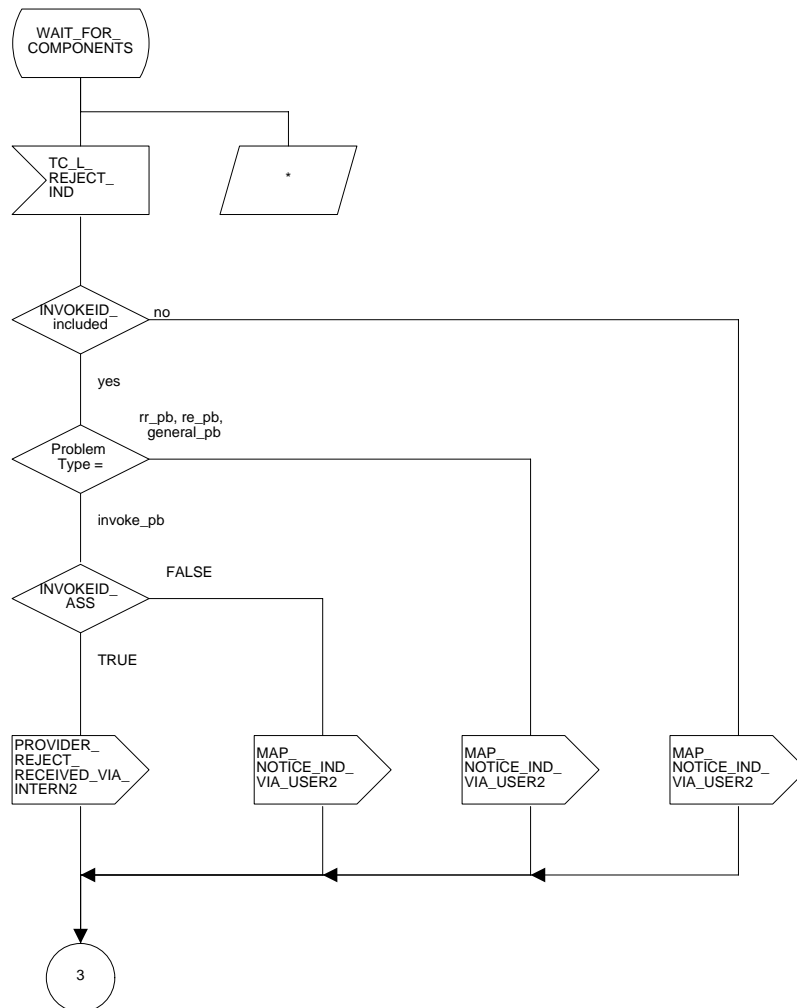 WAIT_FOR_
COMPONENTS
TC_L_
REJECT_
IND
*
INVOKEID_
included
no
yes
rr_pb, re_pb,
general_pb
Problem
Type =
invoke_pb
INVOKEID_
ASS
FALSE
TRUE
PROVIDER_
REJECT_
RECEIVED_VIA_
INTERN2
MAP_
NOTICE_IND_
VIA_USER2
MAP_
NOTICE_IND_
VIA_USER2
MAP_
NOTICE_IND_
VIA_USER2
3